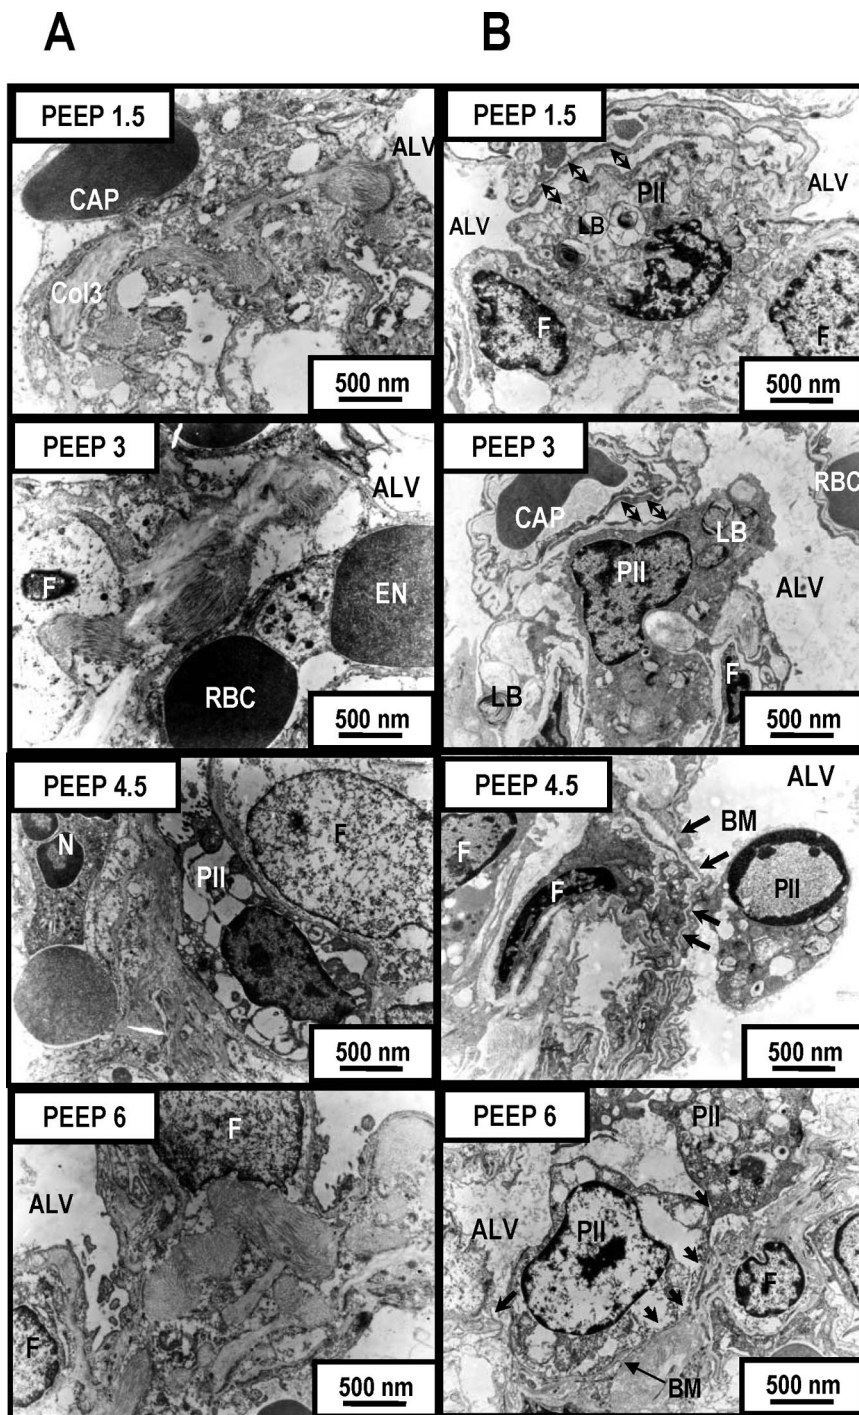 A B
PEEP 1.5
CAP
ALV
Col3
500 nm
PEEP 1.5
PII
ALV
ALV
LB
F
F
500 nm
PEEP 3
ALV
F
EN
RBC
500 nm
PEEP 3
CAP
RBC
LB
PII
ALV
F
LB
500 nm
PEEP 4.5
N
F
PII
500 nm
PEEP 4.5
ALV
BM
F
F
PII
500 nm
PEEP 6
F
ALV
F
500 nm
PEEP 6
PII
ALV
PII
F
BM
500 nm